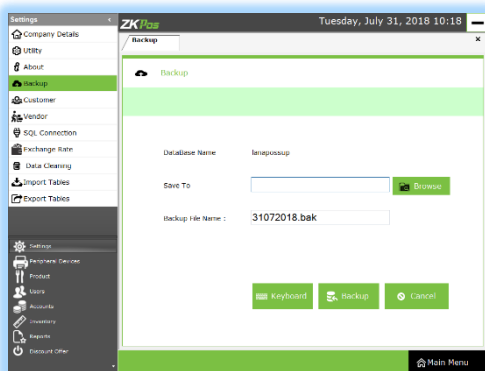 Settings
ZKPos
Tuesday, July 31, 2018 10:18
Company Details
Utility
About
Backup
Customer
Vendor
SQL Connection
Exchange Rate
Data Cleaning
Import Tables
Export Tables
Settings
Peripheral Devices
Product
Users
Accounts
Inventory
Reports
Discount Offer
Backup
x
Backup
DataBase Name
lanapossup
Save To
Browse
Backup File Name :
31072018.bak
Keyboard
Backup
Cancel
Main Menu